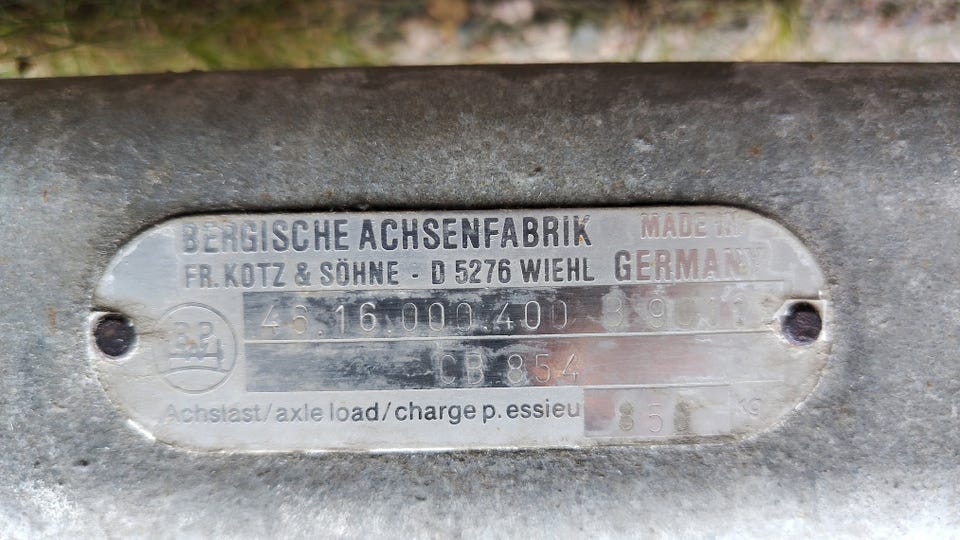 BERGISCHE ACHSENFABRIK MADE IN
FR. KOTZ & SÖHNE - D 5276 WIEHL GERMANY
46.16.000.400
CB 854
Achslast/axle load/charge p. essieu 850 KG